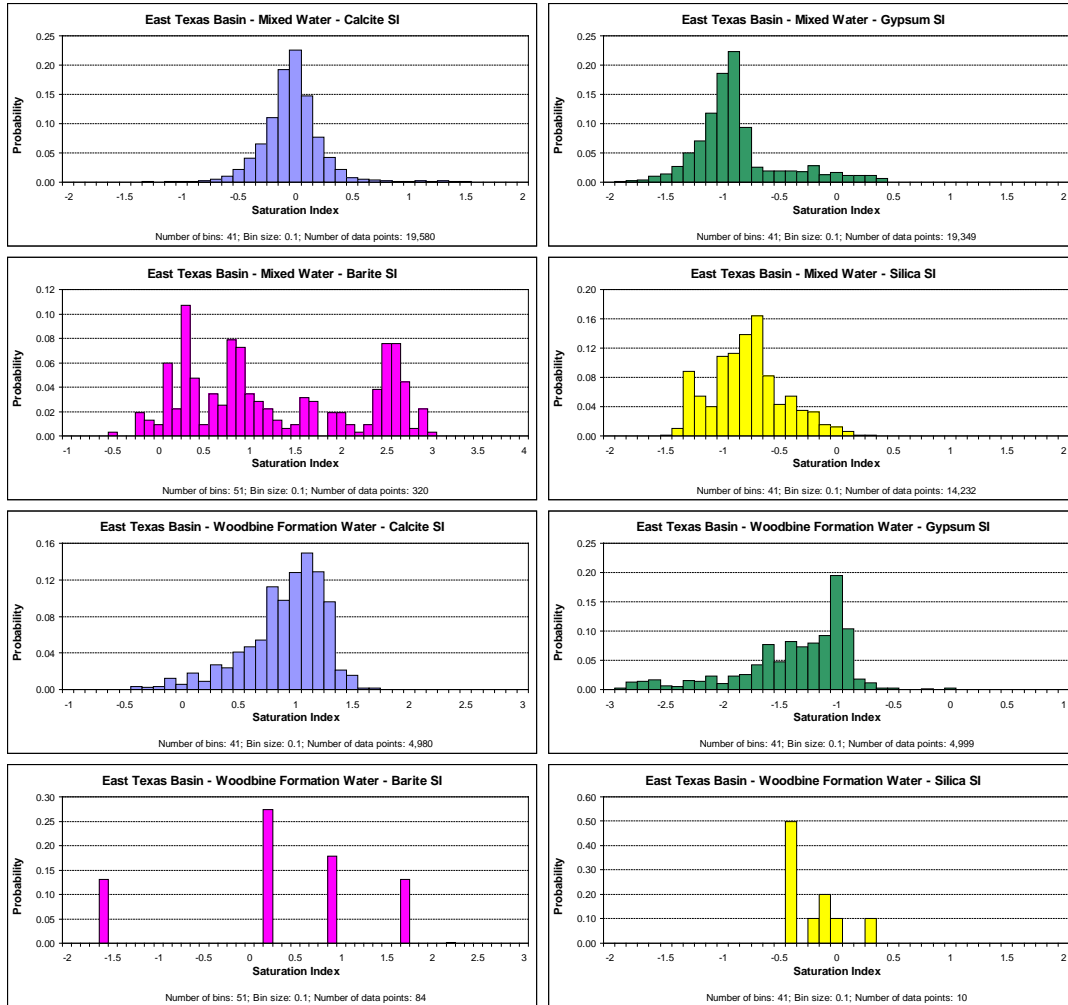 East Texas Basin - Mixed Water - Calcite SI
0.25
0.20
0.15
0.10
0.05
0.00
Probability
-2 -1.5 -1 -0.5 0 0.5 1 1.5 2
Saturation Index
Number of bins: 41; Bin size: 0.1; Number of data points: 19,580
East Texas Basin - Mixed Water - Gypsum SI
0.25
0.20
0.15
0.10
0.05
0.00
Probability
-2 -1.5 -1 -0.5 0 0.5 1 1.5 2
Saturation Index
Number of bins: 41; Bin size: 0.1; Number of data points: 19,349
East Texas Basin - Mixed Water - Barite SI
0.12
0.10
0.08
0.06
0.04
0.02
0.00
Probability
-1 -0.5 0 0.5 1 1.5 2 2.5 3 3.5 4
Saturation Index
Number of bins: 51; Bin size: 0.1; Number of data points: 320
East Texas Basin - Mixed Water - Silica SI
0.20
0.16
0.12
0.08
0.04
0.00
Probability
-2 -1.5 -1 -0.5 0 0.5 1 1.5 2
Saturation Index
Number of bins: 41; Bin size: 0.1; Number of data points: 14,232
East Texas Basin - Woodbine Formation Water - Calcite SI
0.16
0.12
0.08
0.04
0.00
Probability
-1 -0.5 0 0.5 1 1.5 2 2.5 3
Saturation Index
Number of bins: 41; Bin size: 0.1; Number of data points: 4,980
East Texas Basin - Woodbine Formation Water - Gypsum SI
0.25
0.20
0.15
0.10
0.05
0.00
Probability
-3 -2.5 -2 -1.5 -1 -0.5 0 0.5 1
Saturation Index
Number of bins: 41; Bin size: 0.1; Number of data points: 4,999
East Texas Basin - Woodbine Formation Water - Barite SI
0.30
0.25
0.20
0.15
0.10
0.05
0.00
Probability
-2 -1.5 -1 -0.5 0 0.5 1 1.5 2 2.5 3
Saturation Index
Number of bins: 51; Bin size: 0.1; Number of data points: 84
East Texas Basin - Woodbine Formation Water - Silica SI
0.60
0.50
0.40
0.30
0.20
0.10
0.00
Probability
-2 -1.5 -1 -0.5 0 0.5 1 1.5 2
Saturation Index
Number of bins: 41; Bin size: 0.1; Number of data points: 10